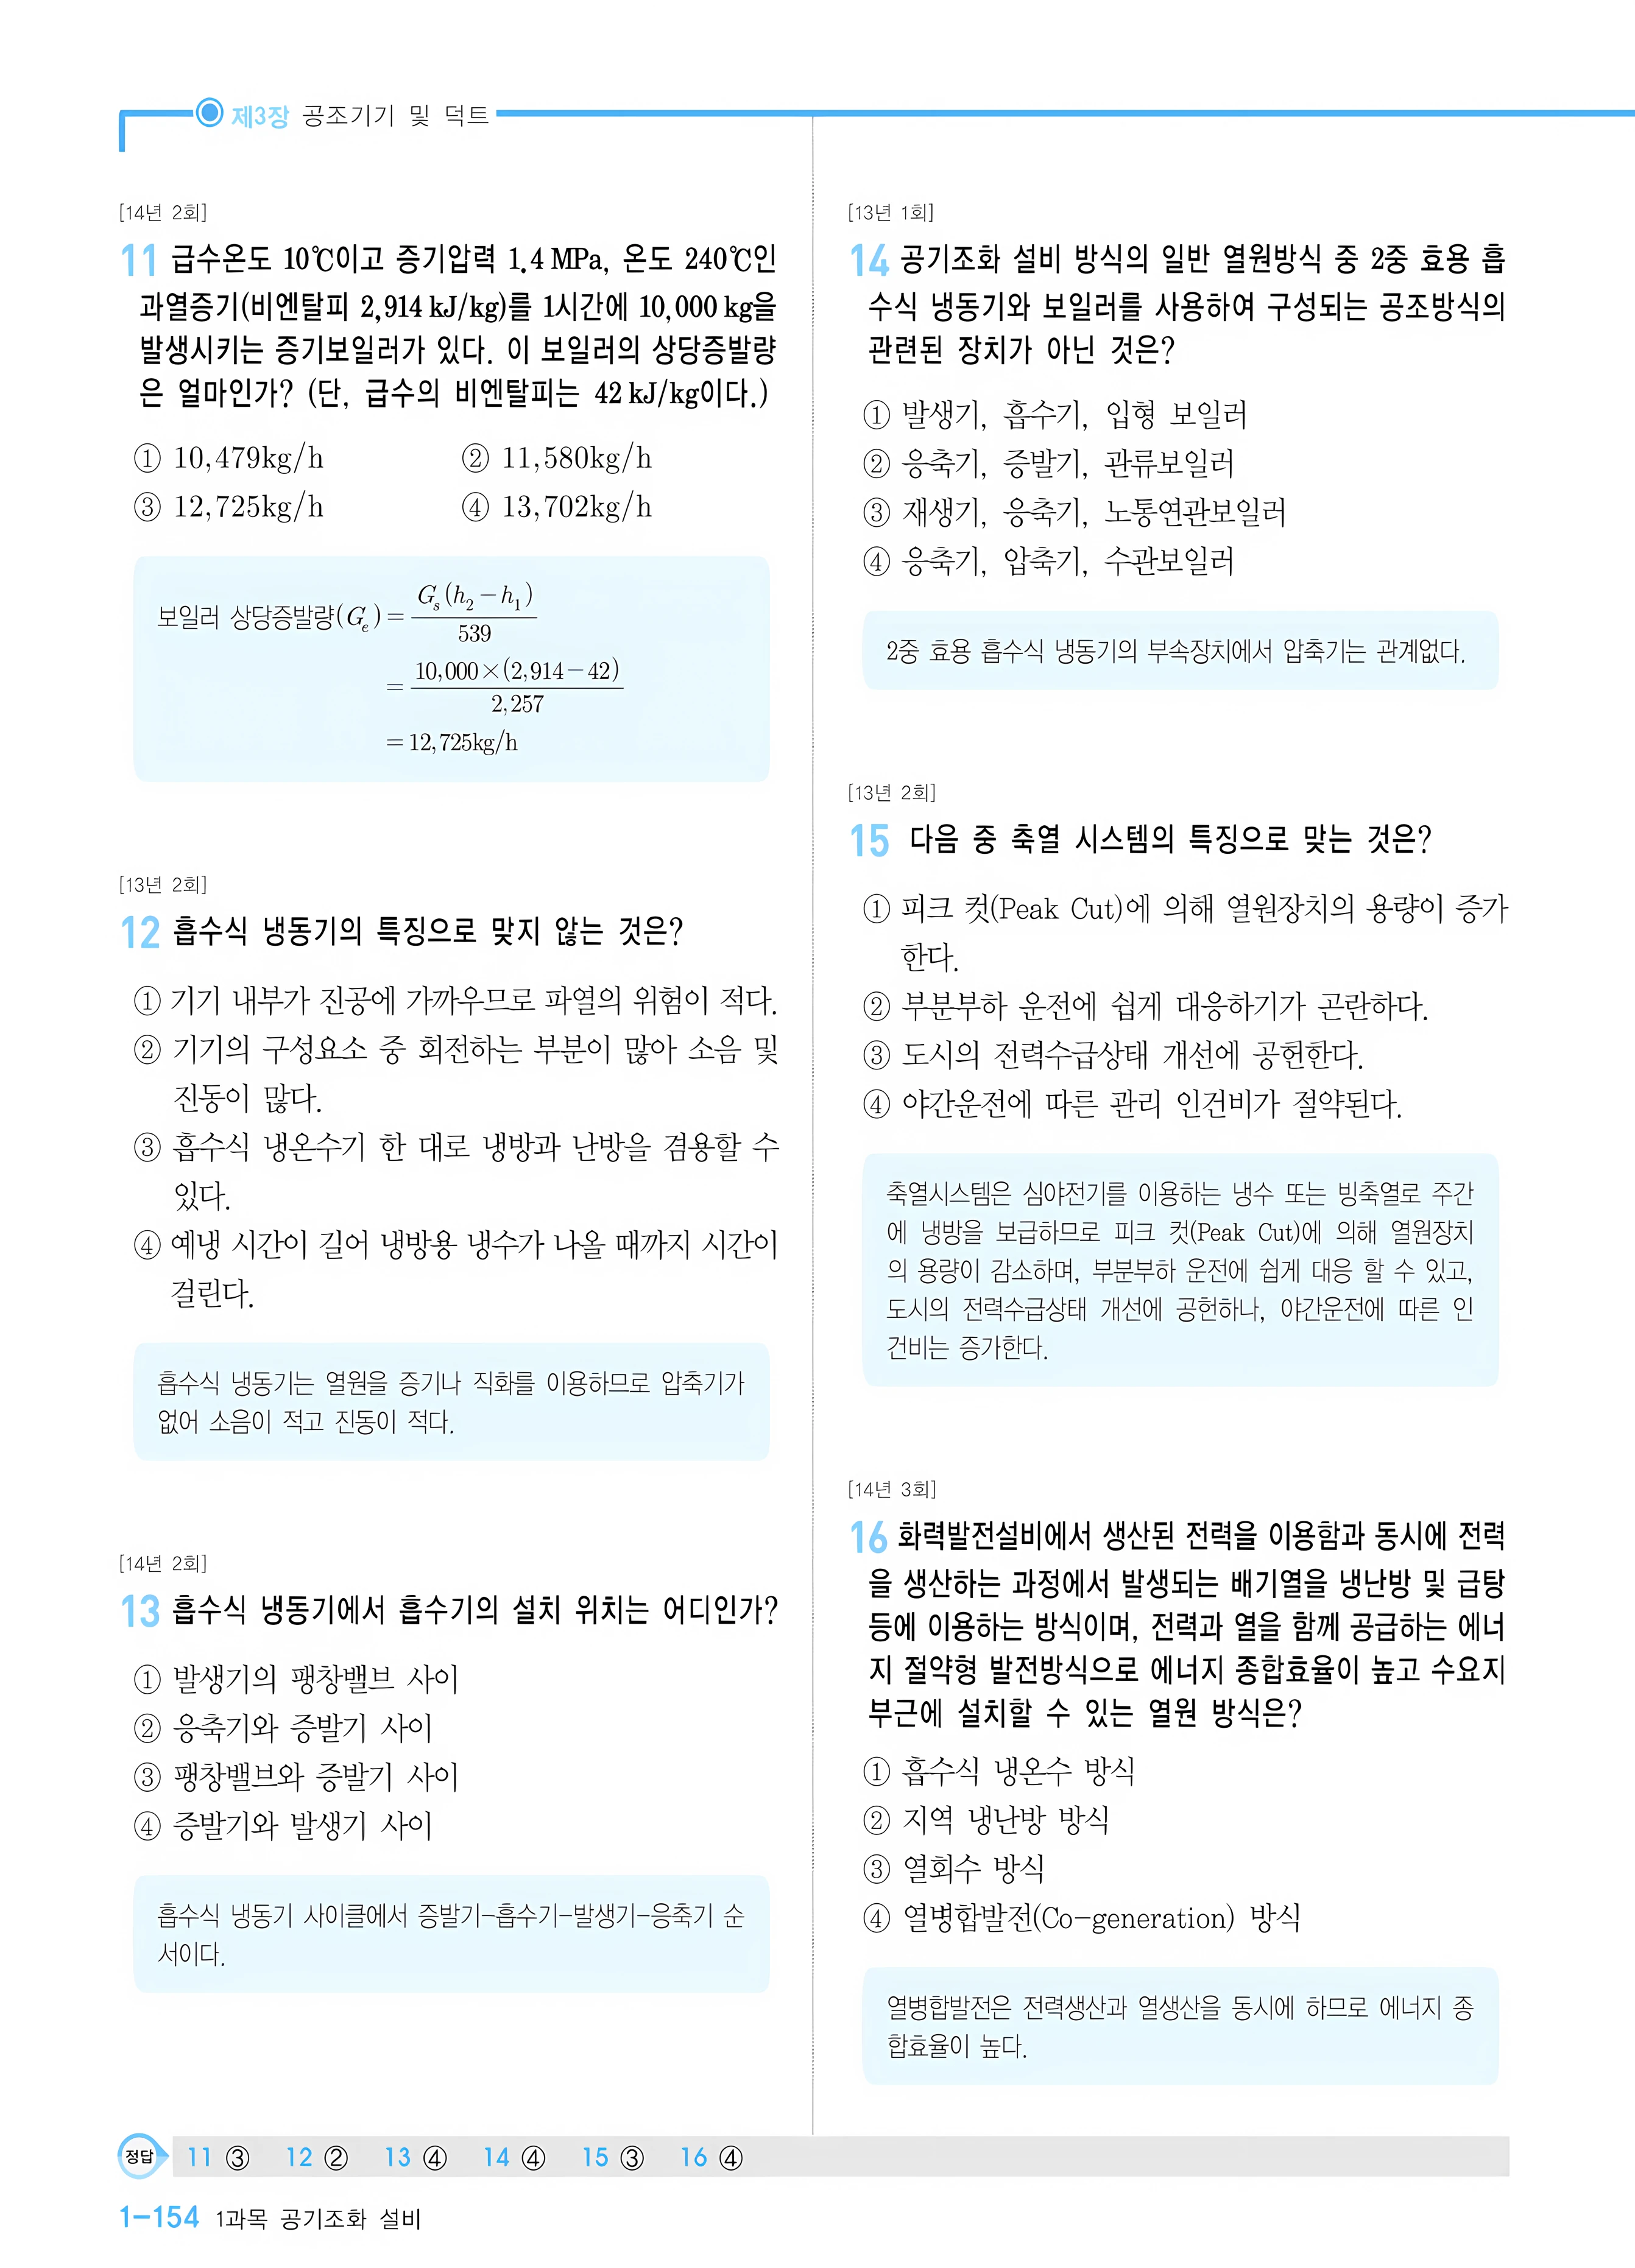 제3장 공조기기 및 덕트
[14년 2회]
11 급수온도 10℃이고 증기압력 1.4 MPa, 온도 240℃인
과열증기(비엔탈피 2,914 kJ/kg)를 1시간에 10,000 kg을
발생시키는 증기보일러가 있다. 이 보일러의 상당증발량
은 얼마인가? (단, 급수의 비엔탈피는 42 kJ/kg이다.)
① 10,479kg/h ② 11,580kg/h
③ 12,725kg/h ④ 13,702kg/h
보일러 상당증발량(Ge) = Gs(h2 − h1) / 539
= 10,000×(2,914−42) / 2,257
= 12,725kg/h
[13년 2회]
12 흡수식 냉동기의 특징으로 맞지 않는 것은?
① 기기 내부가 진공에 가까우므로 파열의 위험이 적다.
② 기기의 구성요소 중 회전하는 부분이 많아 소음 및
진동이 많다.
③ 흡수식 냉온수기 한 대로 냉방과 난방을 겸용할 수
있다.
④ 예냉 시간이 길어 냉방용 냉수가 나올 때까지 시간이
걸린다.
흡수식 냉동기는 열원을 증기나 직화를 이용하므로 압축기가
없어 소음이 적고 진동이 적다.
[14년 2회]
13 흡수식 냉동기에서 흡수기의 설치 위치는 어디인가?
① 발생기의 팽창밸브 사이
② 응축기와 증발기 사이
③ 팽창밸브와 증발기 사이
④ 증발기와 발생기 사이
흡수식 냉동기 사이클에서 증발기-흡수기-발생기-응축기 순
서이다.
[13년 1회]
14 공기조화 설비 방식의 일반 열원방식 중 2중 효용 흡
수식 냉동기와 보일러를 사용하여 구성되는 공조방식의
관련된 장치가 아닌 것은?
① 발생기, 흡수기, 입형 보일러
② 응축기, 증발기, 관류보일러
③ 재생기, 응축기, 노통연관보일러
④ 응축기, 압축기, 수관보일러
2중 효용 흡수식 냉동기의 부속장치에서 압축기는 관계없다.
[13년 2회]
15 다음 중 축열 시스템의 특징으로 맞는 것은?
① 피크 컷(Peak Cut)에 의해 열원장치의 용량이 증가
한다.
② 부분부하 운전에 쉽게 대응하기가 곤란하다.
③ 도시의 전력수급상태 개선에 공헌한다.
④ 야간운전에 따른 관리 인건비가 절약된다.
축열시스템은 심야전기를 이용하는 냉수 또는 빙축열로 주간
에 냉방을 보급하므로 피크 컷(Peak Cut)에 의해 열원장치
의 용량이 감소하며, 부분부하 운전에 쉽게 대응 할 수 있고,
도시의 전력수급상태 개선에 공헌하나, 야간운전에 따른 인
건비는 증가한다.
[14년 3회]
16 화력발전설비에서 생산된 전력을 이용함과 동시에 전력
을 생산하는 과정에서 발생되는 배기열을 냉난방 및 급탕
등에 이용하는 방식이며, 전력과 열을 함께 공급하는 에너
지 절약형 발전방식으로 에너지 종합효율이 높고 수요지
부근에 설치할 수 있는 열원 방식은?
① 흡수식 냉온수 방식
② 지역 냉난방 방식
③ 열회수 방식
④ 열병합발전(Co-generation) 방식
열병합발전은 전력생산과 열생산을 동시에 하므로 에너지 종
합효율이 높다.
정답 11 ③ 12 ② 13 ④ 14 ④ 15 ③ 16 ④
1-154 1과목 공기조화 설비